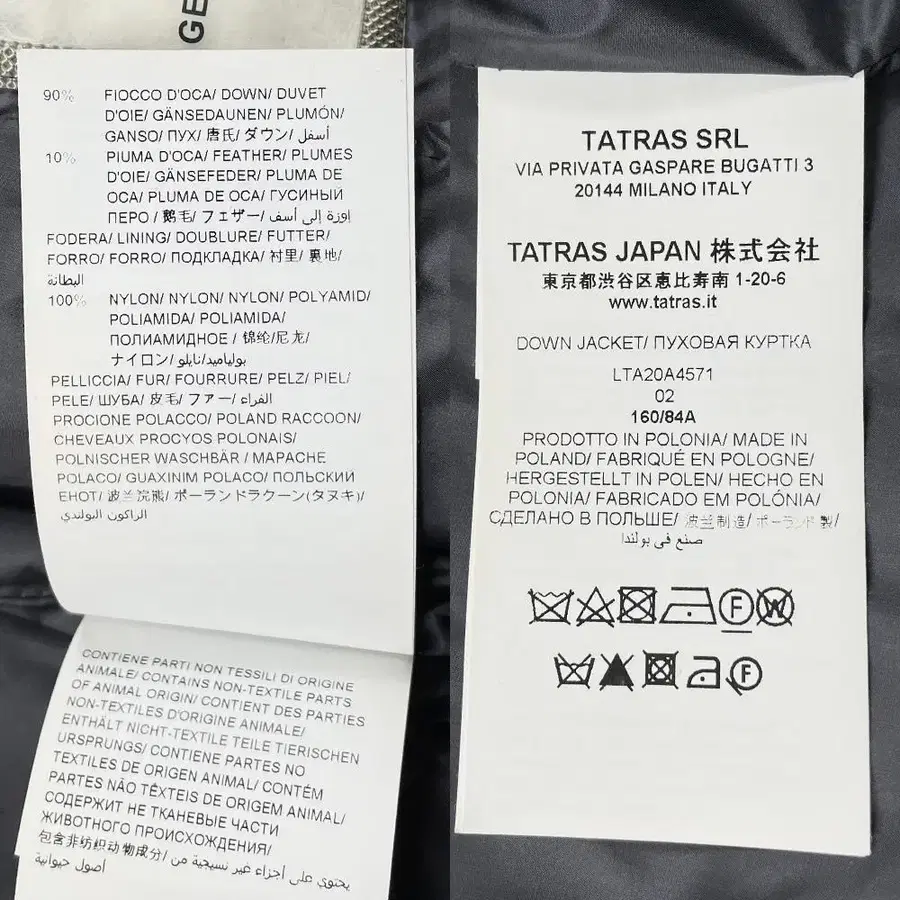 GE
90% FIOCCO D'OCA/ DOWN/ DUVET
D'OIE/ GÄNSEDAUNEN/ PLUMÓN/
GANSO/ ПУХ/ 唐氏/ ダウン/ أسفل
10% PIUMA D'OCA/ FEATHER/ PLUMES
D'OIE/ GÄNSEFEDER/ PLUMA DE
OCA/ PLUMA DE OCA/ ГУСИНЫЙ
ПЕРО / 鹅毛/ フェザー/ اوزة إلى أسف
FODERA/ LINING/ DOUBLURE/ FUTTER/
FORRO/ FORRO/ ПОДКЛАДКА/ 衬里/ 裏地/
البطانة
100% NYLON/ NYLON/ NYLON/ POLYAMID/
POLIAMIDA/ POLIAMIDA/
ПОЛИАМИДНОЕ / 锦纶/尼龙/
ナイロン/ بولياميد/نايلو
PELLICCIA/ FUR/ FOURRURE/ PELZ/ PIEL/
PELE/ ШУБА/ 皮毛/ ファー/ الفراء
PROCIONE POLACCO/ POLAND RACCOON/
CHEVEAUX PROCYOS POLONAIS/
POLNISCHER WASCHBÄR / MAPACHE
POLACO/ GUAXINIM POLACO/ ПОЛЬСКИЙ
ЕНОТ/ 波兰浣熊/ ポーランドラクーン(タヌキ)/
الراكون البولندي
CONTIENE PARTI NON TESSILI DI ORIGINE
ANIMALE/ CONTAINS NON-TEXTILE PARTS
OF ANIMAL ORIGIN/ CONTIENT DES PARTIES
NON-TEXTILES D'ORIGINE ANIMALE/
ENTHÄLT NICHT-TEXTILE TEILE TIERISCHEN
URSPRUNGS/ CONTIENE PARTES NO
TEXTILES DE ORIGEN ANIMAL/ CONTÉM
PARTES NÃO TÊXTEIS DE ORIGEM ANIMAL/
СОДЕРЖИТ НЕ ТКАНЕВЫЕ ЧАСТИ
ЖИВОТНОГО ПРОИСХОЖДЕНИЯ/
包含非纺织动物成分/ يحتوي على أجزاء غير نسيجية من
أصول حيوانية
TATRAS SRL
VIA PRIVATA GASPARE BUGATTI 3
20144 MILANO ITALY
TATRAS JAPAN 株式会社
東京都渋谷区恵比寿南 1-20-6
www.tatras.it
DOWN JACKET/ ПУХОВАЯ КУРТКА
LTA20A4571
02
160/84A
PRODOTTO IN POLONIA/ MADE IN
POLAND/ FABRIQUÉ EN POLOGNE/
HERGESTELLT IN POLEN/ HECHO EN
POLONIA/ FABRICADO EM POLÓNIA/
СДЕЛАНО В ПОЛЬШЕ/ 波兰制造/ ポーランド製/
صنع في بولندا
F W
F